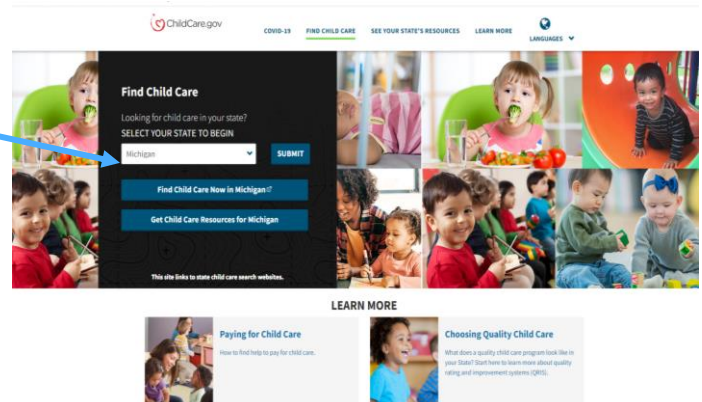 ChildCare.gov
COVID-19 FIND CHILD CARE SEE YOUR STATE'S RESOURCES LEARN MORE LANGUAGES
Find Child Care
Looking for child care in your state?
SELECT YOUR STATE TO BEGIN
Michigan SUBMIT
Find Child Care Now in Michigan
Get Child Care Resources for Michigan
This site links to state child care search websites.
LEARN MORE
Paying for Child Care
How to find help to pay for child care.
Choosing Quality Child Care
What does a quality child care program look like in
your State? Start here to learn more about quality
rating and improvement systems (QRIS).